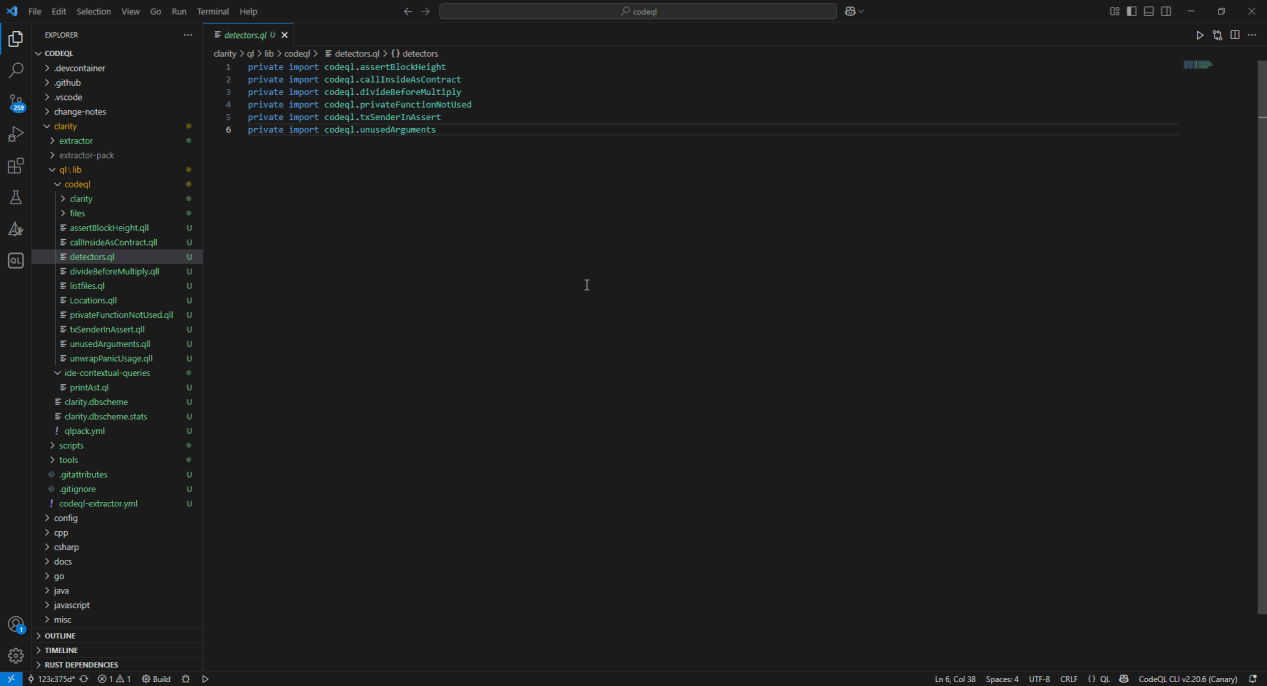 File Edit Selection View Go Run Terminal Help
codeql
EXPLORER
CODEQL
.devcontainer
.github
.vscode
change-notes
clarity
extractor
extractor-pack
ql\lib
codeql
clarity
files
assertBlockHeight.qll U
callInsideAsContract.qll U
detectors.ql U
divideBeforeMultiply.qll U
listfiles.ql U
Locations.qll U
privateFunctionNotUsed.qll U
txSenderInAssert.qll U
unusedArguments.qll U
unwrapPanicUsage.qll U
ide-contextual-queries
printAst.ql U
clarity.dbscheme U
clarity.dbscheme.stats U
! qlpack.yml U
scripts
tools
.gitattributes U
.gitignore U
! codeql-extractor.yml U
config
cpp
csharp
docs
go
java
javascript
misc
OUTLINE
TIMELINE
RUST DEPENDENCIES
259
QL
1
detectors.ql U
clarity > ql > lib > codeql > detectors.ql > {} detectors
1 private import codeql.assertBlockHeight
2 private import codeql.callInsideAsContract
3 private import codeql.divideBeforeMultiply
4 private import codeql.privateFunctionNotUsed
5 private import codeql.txSenderInAssert
6 private import codeql.unusedArguments
123c375d* 1 1 Build
Ln 6, Col 38 Spaces: 4 UTF-8 CRLF {} QL CodeQL CLI v2.20.6 (Canary)